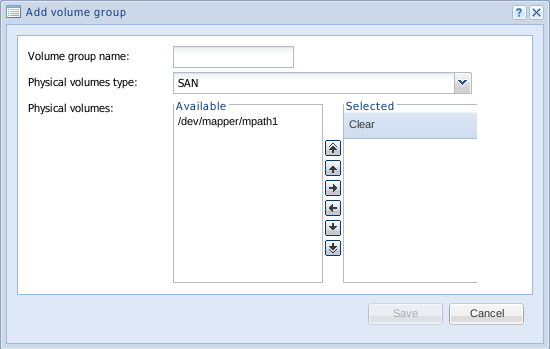 Add volume group
Volume group name:
Physical volumes type: SAN
Physical volumes:
Available
/dev/mapper/mpath1
Selected
Clear
Save Cancel